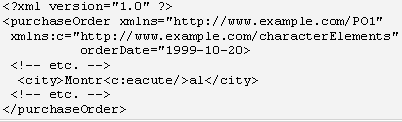 <?xml version="1.0" ?>
<purchaseOrder xmlns="http://www.example.com/PO1"
xmlns:c="http://www.example.com/characterElements"
orderDate="1999-10-20>
<!-- etc. -->
<city>Montr<c:eacute/>al</city>
<!-- etc. -->
</purchaseOrder>